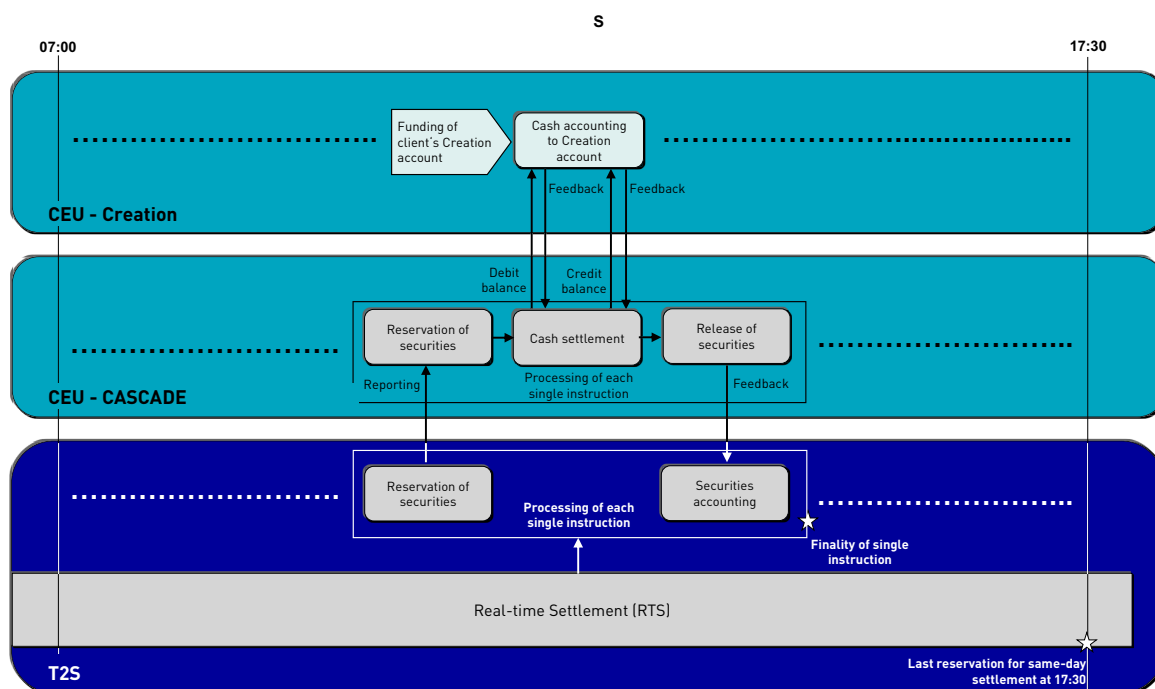 S
07:00
17:30
Funding of
client's Creation
account
Cash accounting
to Creation
account
Feedback
Feedback
CEU - Creation
Debit
balance
Credit
balance
Reservation of
securities
Cash settlement
Release of
securities
Reporting
Processing of each
single instruction
Feedback
CEU - CASCADE
Reservation of
securities
Processing of each
single instruction
Securities
accounting
Finality of single
instruction
Real-time Settlement (RTS)
T2S
Last reservation for same-day
settlement at 17:30